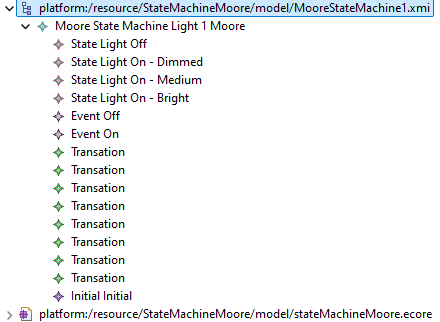 platform:/resource/StateMachineMoore/model/MooreStateMachine1.xmi
Moore State Machine Light 1 Moore
State Light Off
State Light On - Dimmed
State Light On - Medium
State Light On - Bright
Event Off
Event On
Transation
Transation
Transation
Transation
Transation
Transation
Transation
Transation
Initial Initial
platform:/resource/StateMachineMoore/model/stateMachineMoore.ecore